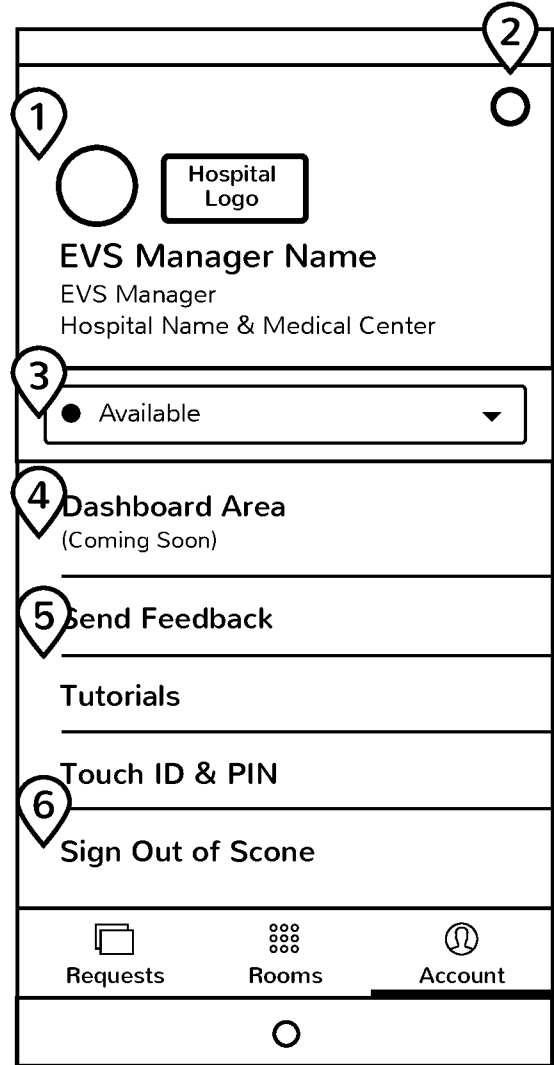 2
1
Hospital
Logo
EVS Manager Name
EVS Manager
Hospital Name & Medical Center
3
Available
4
Dashboard Area
(Coming Soon)
5
Send Feedback
Tutorials
Touch ID & PIN
6
Sign Out of Scone
Requests Rooms Account